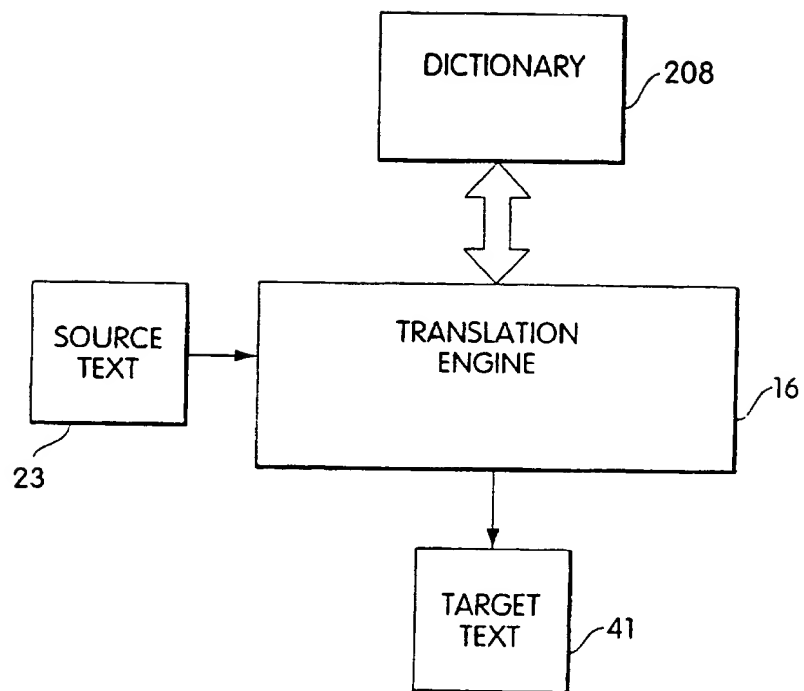 DICTIONARY
208
SOURCE
TEXT
23
TRANSLATION
ENGINE
16
TARGET
TEXT
41